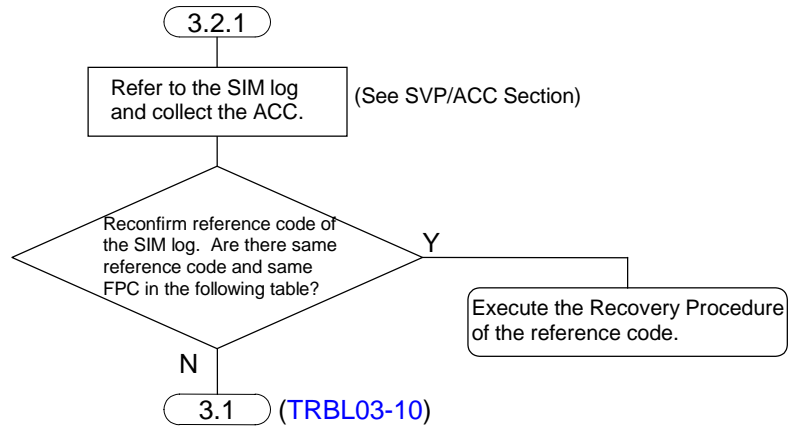 3.2.1
Refer to the SIM log
and collect the ACC.
(See SVP/ACC Section)
Reconfirm reference code of
the SIM log. Are there same
reference code and same
FPC in the following table?
Y
Execute the Recovery Procedure
of the reference code.
N
3.1 (TRBL03-10)